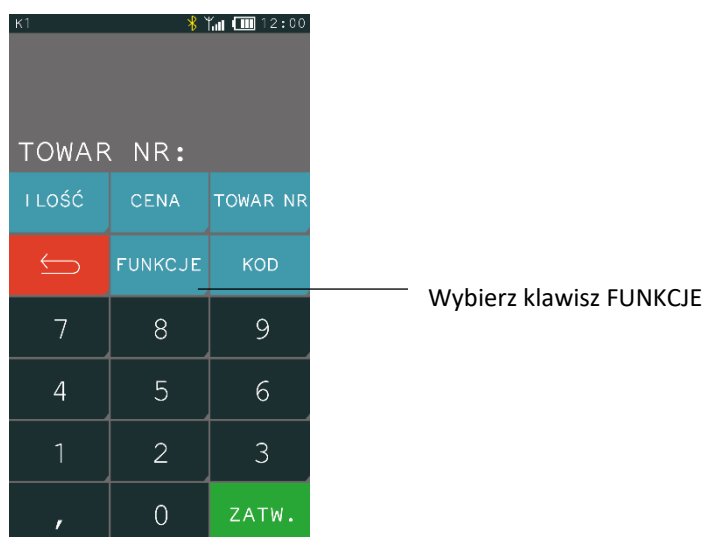 K1 12:00
TOWAR NR:
ILOŚĆ CENA TOWAR NR
FUNKCJE KOD
Wybierz klawisz FUNKCJE
7 8 9
4 5 6
1 2 3
, 0 ZATW.